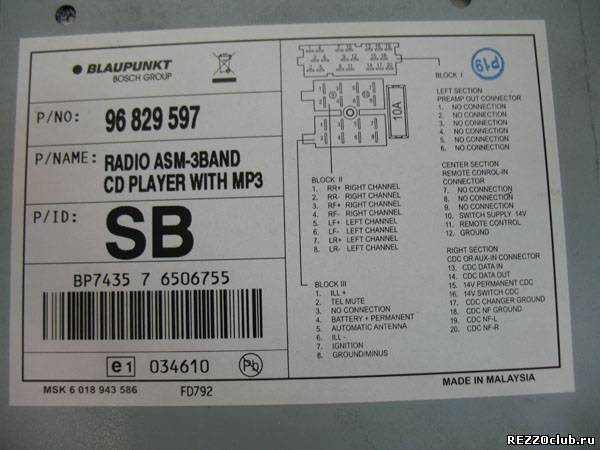 BLAUPUNKT
BOSCH GROUP
P/NO: 96 829 597
P/NAME: RADIO ASM-3BAND
CD PLAYER WITH MP3
P/ID: SB
BP7435 7 6506755
e1 034610 Pb
MSK 6 018 943 586 FD792
10A
P19
BLOCK I
LEFT SECTION
PREAMP OUT CONNECTOR
1. NO CONNECTION
2. NO CONNECTION
3. NO CONNECTION
4. NO CONNECTION
5. NO CONNECTION
6. NO CONNECTION
CENTER SECTION
REMOTE CONROL-IN
CONNECTOR
7. NO CONNECTION
8. NO CONNECTION
9. NO CONNECTION
10. SWITCH SUPPLY 14V
11. REMOTE CONTROL
12. GROUND
RIGHT SECTION
CDC OR AUX-IN CONNECTOR
13. CDC DATA IN
14. CDC DATA OUT
15. 14V PERMANENT CDC
16. 14V SWITCH CDC
17. CDC CHANGER GROUND
18. CDC NF GROUND
19. CDC NF-L
20. CDC NF-R
BLOCK II
1. RR+ RIGHT CHANNEL
2. RR- RIGHT CHANNEL
3. RF+ RIGHT CHANNEL
4. RF- RIGHT CHANNEL
5. LF+ LEFT CHANNEL
6. LF- LEFT CHANNEL
7. LR+ LEFT CHANNEL
8. LR- LEFT CHANNEL
BLOCK III
1. ILL +
2. TEL MUTE
3. NO CONNECTION
4. BATTERY + PERMANENT
5. AUTOMATIC ANTENNA
6. ILL -
7. IGNITION
8. GROUND/MINUS
MADE IN MALAYSIA
REZZOclub.ru